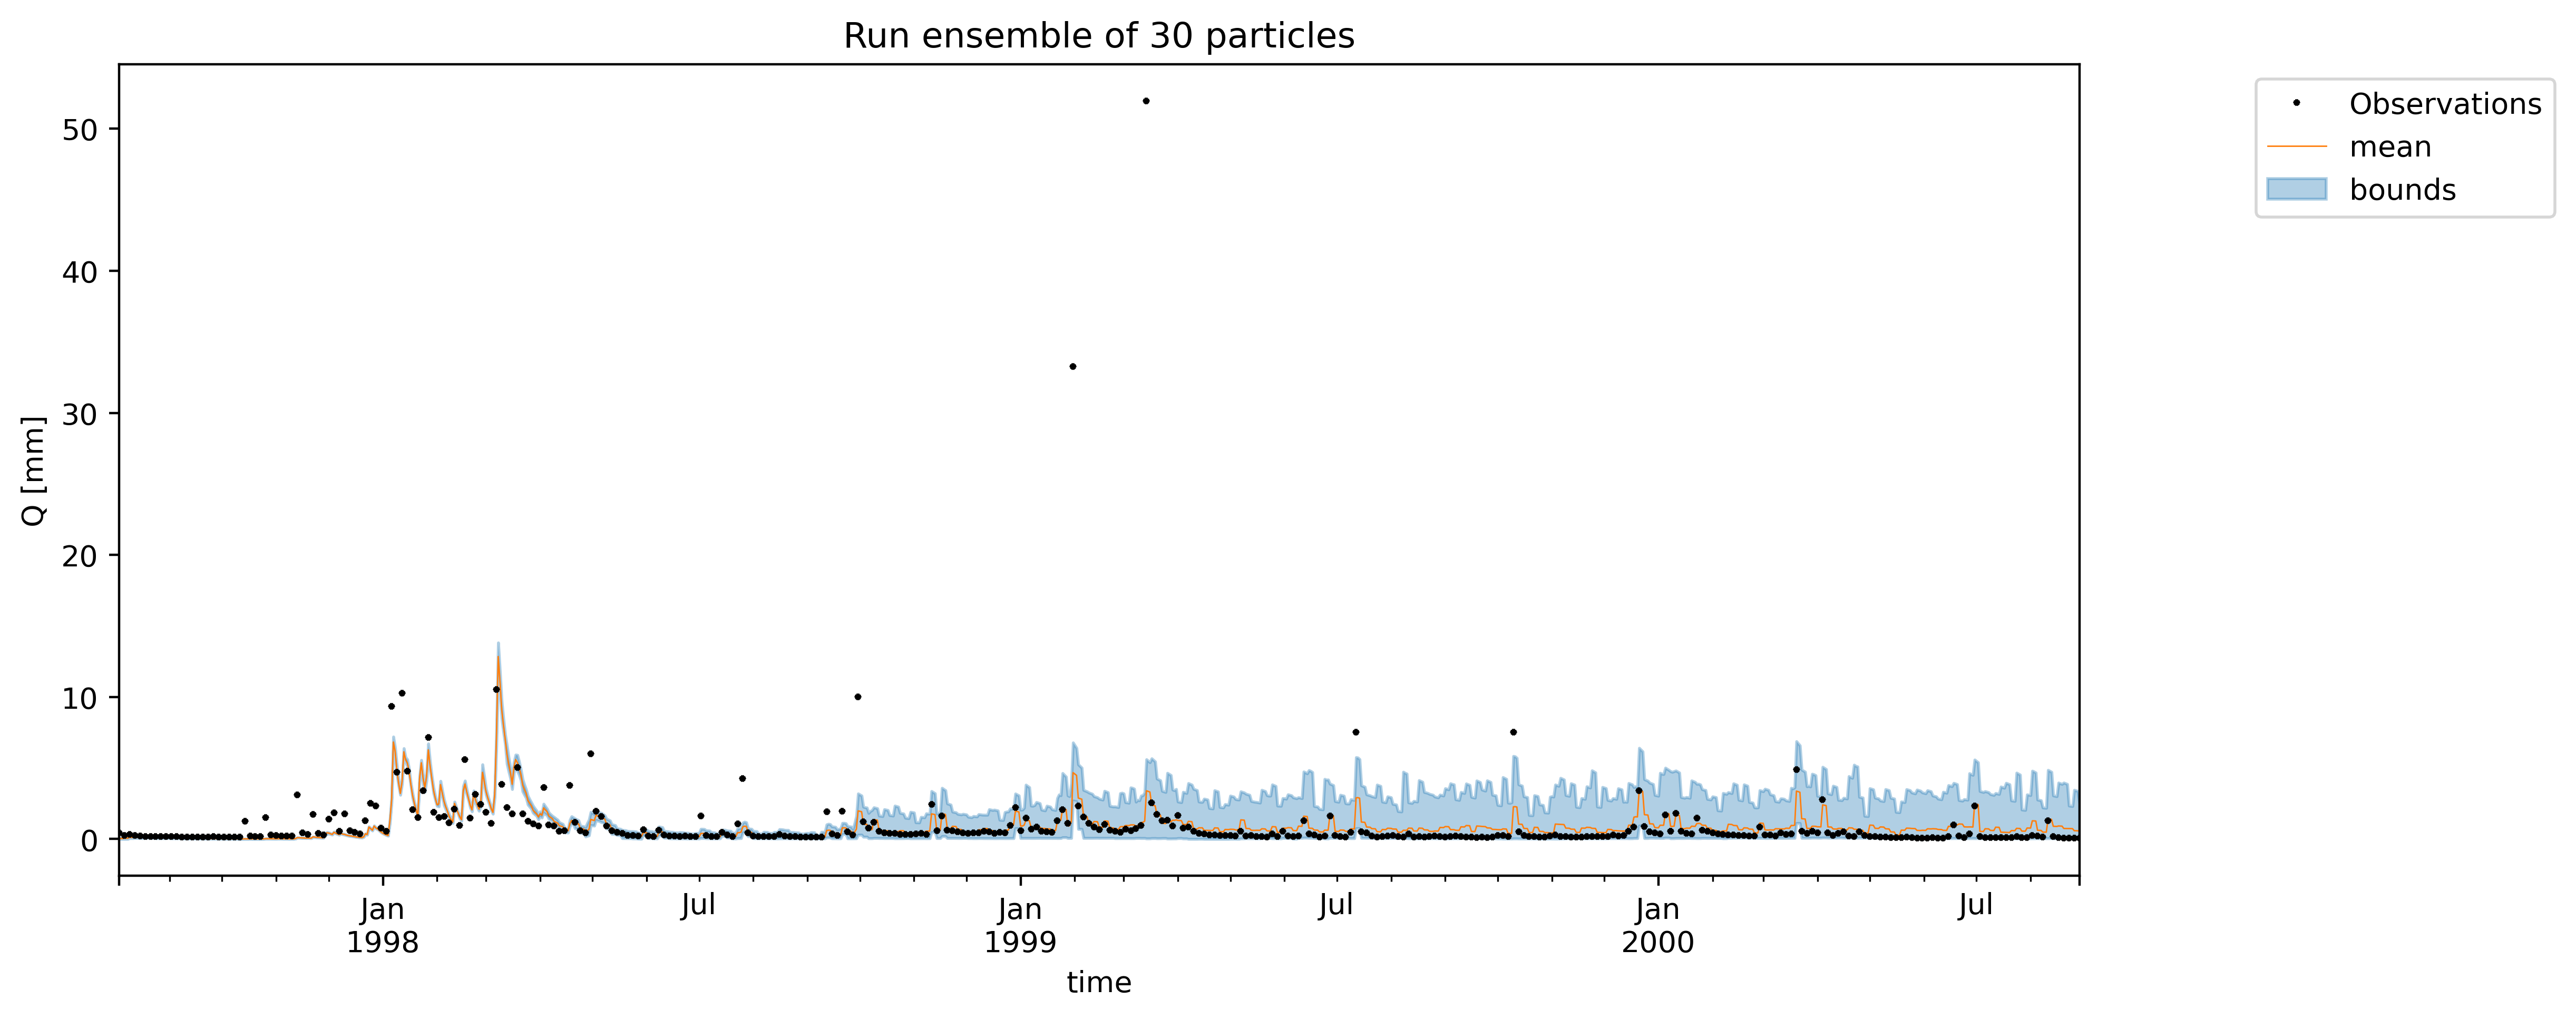 Run ensemble of 30 particles
Observations
mean
bounds
50
40
30
20
10
0
Q [mm]
Jan
1998
Jul
Jan
1999
Jul
Jan
2000
Jul
time